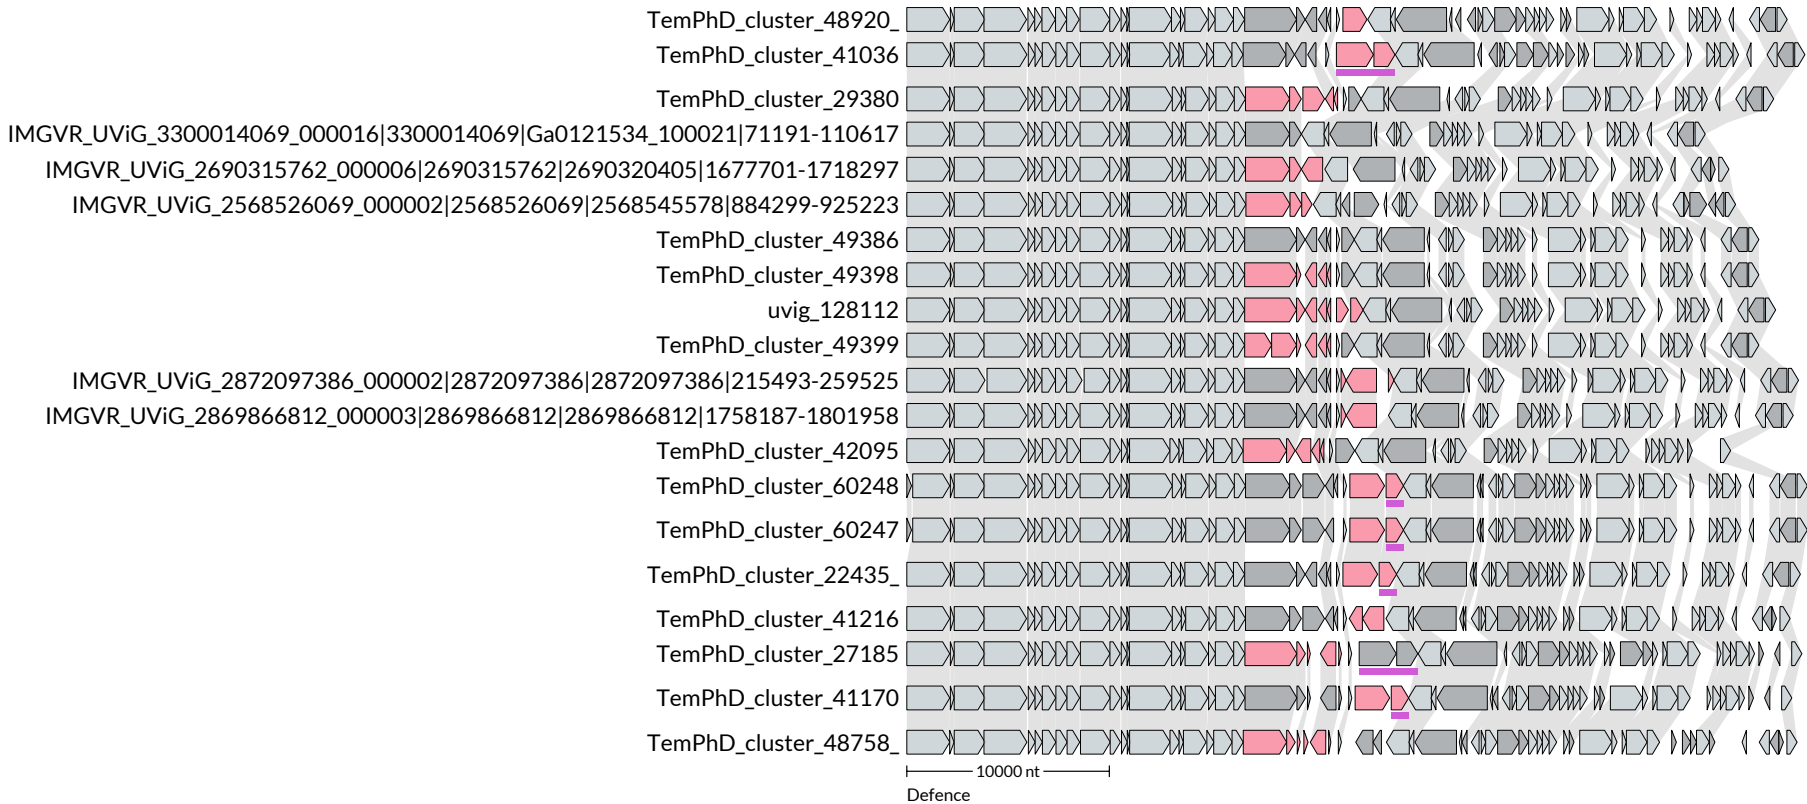 TemPhD_cluster_48920_
TemPhD_cluster_41036
TemPhD_cluster_29380
IMGVR_UViG_3300014069_000016|3300014069|Ga0121534_100021|71191-110617
IMGVR_UViG_2690315762_000006|2690315762|2690320405|1677701-1718297
IMGVR_UViG_2568526069_000002|2568526069|2568545578|884299-925223
TemPhD_cluster_49386
TemPhD_cluster_49398
uvig_128112
TemPhD_cluster_49399
IMGVR_UViG_2872097386_000002|2872097386|2872097386|215493-259525
IMGVR_UViG_2869866812_000003|2869866812|2869866812|1758187-1801958
TemPhD_cluster_42095
TemPhD_cluster_60248
TemPhD_cluster_60247
TemPhD_cluster_22435_
TemPhD_cluster_41216
TemPhD_cluster_27185
TemPhD_cluster_41170
TemPhD_cluster_48758_
10000 nt
Defence